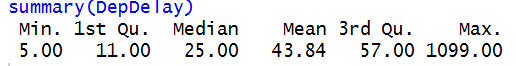 summary(DepDelay)
Min. 1st Qu. Median Mean 3rd Qu. Max.
5.00 11.00 25.00 43.84 57.00 1099.00